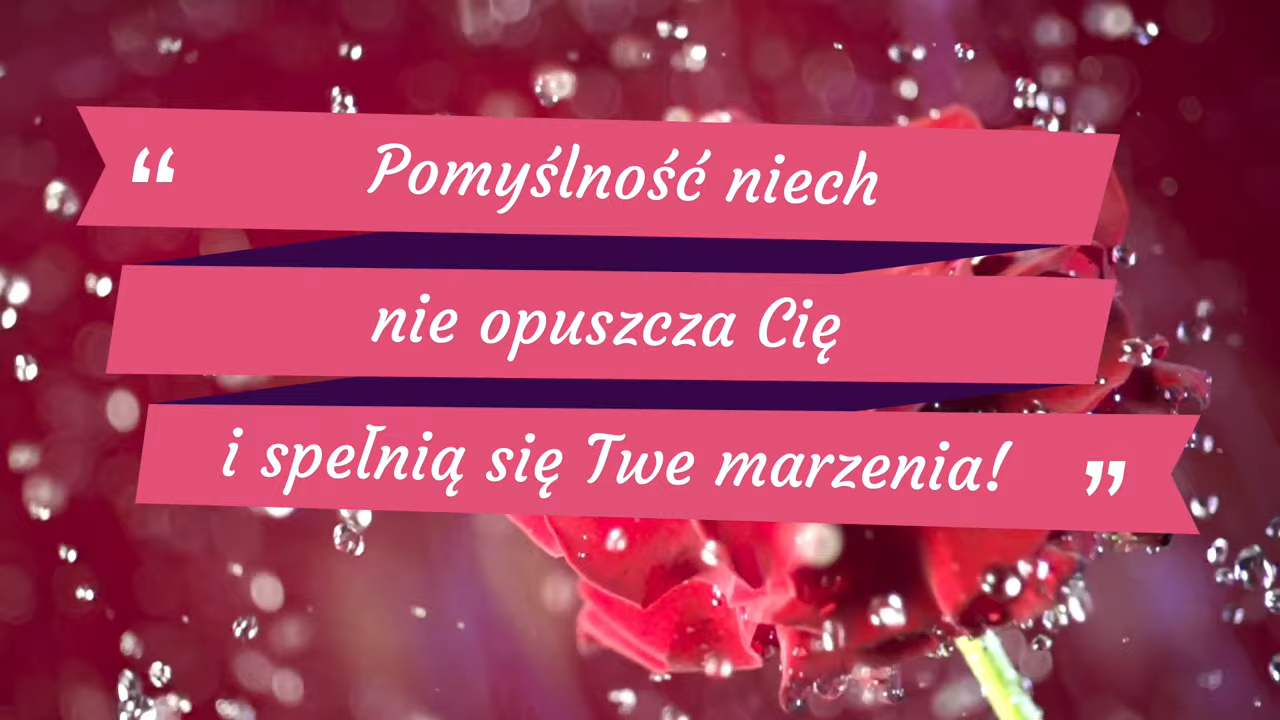 “ Pomyślność niech
nie opuszcza Cię
i spełnią się Twe marzenia! ”